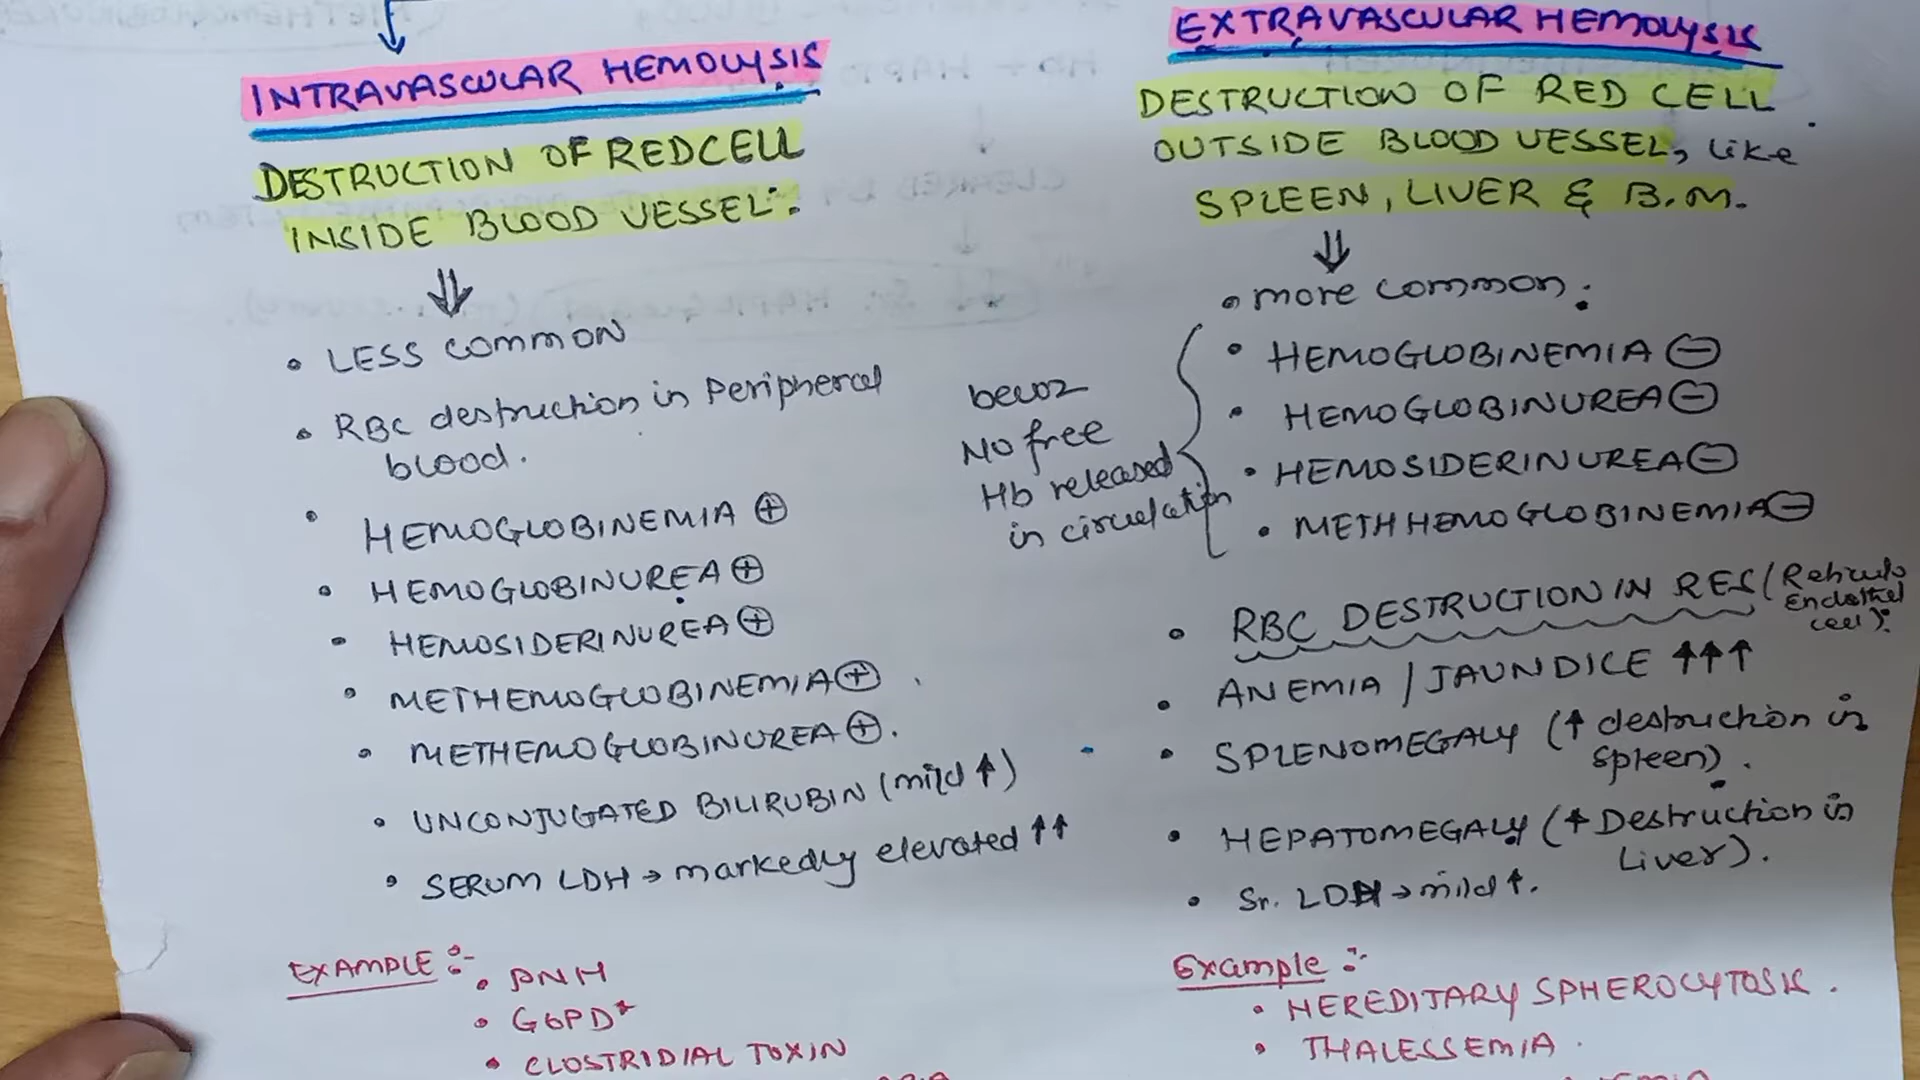 INTRAVASCULAR HEMOLYSIS
DESTRUCTION OF RED CELL
INSIDE BLOOD VESSEL.
⇓
• LESS COMMON
• RBC destruction in Peripheral
blood.
• HEMOGLOBINEMIA ⊕
• HEMOGLOBINUREA ⊕
• HEMOSIDERINUREA ⊕
• METHEMOGLOBINEMIA ⊕
• METHEMOGLOBINUREA ⊕.
• UNCONJUGATED BILIRUBIN (mild ↑)
• SERUM LDH → markedly elevated ↑↑
EXAMPLE :-
• PNH
• G6PD*
• CLOSTRIDIAL TOXIN
EXTRAVASCULAR HEMOLYSIS
DESTRUCTION OF RED CELL
OUTSIDE BLOOD VESSEL, like
SPLEEN, LIVER & B.M.
⇓
• more common.
• HEMOGLOBINEMIA ⊖
• HEMOGLOBINUREA ⊖
• HEMOSIDERINUREA ⊖
• METHHEMOGLOBINEMIA ⊖
becoz
No free
Hb released
in circulation
• RBC DESTRUCTION IN RES (Reticulo
Endothel
cell).
• ANEMIA / JAUNDICE ↑↑↑
• SPLENOMEGALY (↑ destruction in
Spleen).
• HEPATOMEGALY (↑ Destruction in
Liver).
• Sr. LDH → mild ↑.
Example :-
• HEREDITARY SPHEROCYTOSIS.
• THALESSEMIA.